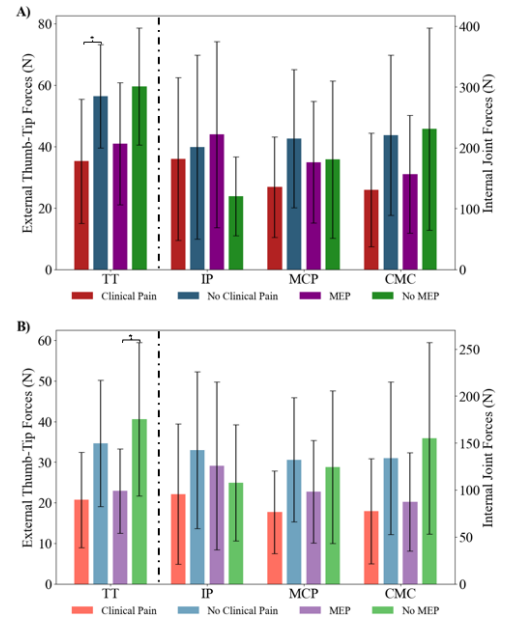 A)
External Thumb-Tip Forces (N)
80
60
40
20
0
400
300
200
100
0
Internal Joint Forces (N)
TT IP MCP CMC
Clinical Pain No Clinical Pain MEP No MEP
B)
External Thumb-Tip Forces (N)
60
50
40
30
20
10
0
250
200
150
100
50
0
Internal Joint Forces (N)
TT IP MCP CMC
Clinical Pain No Clinical Pain MEP No MEP